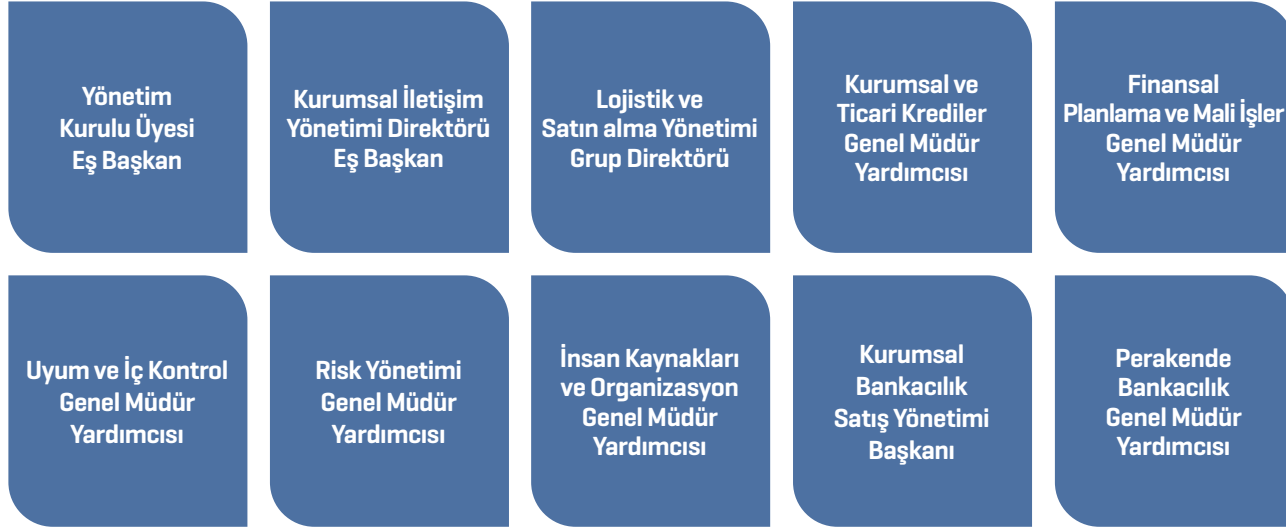 Yönetim
Kurulu Üyesi
Eş Başkan
Kurumsal İletişim
Yönetimi Direktörü
Eş Başkan
Lojistik ve
Satın alma Yönetimi
Grup Direktörü
Kurumsal ve
Ticari Krediler
Genel Müdür
Yardımcısı
Finansal
Planlama ve Mali İşler
Genel Müdür
Yardımcısı
Uyum ve İç Kontrol
Genel Müdür
Yardımcısı
Risk Yönetimi
Genel Müdür
Yardımcısı
İnsan Kaynakları
ve Organizasyon
Genel Müdür
Yardımcısı
Kurumsal
Bankacılık
Satış Yönetimi
Başkanı
Perakende
Bankacılık
Genel Müdür
Yardımcısı